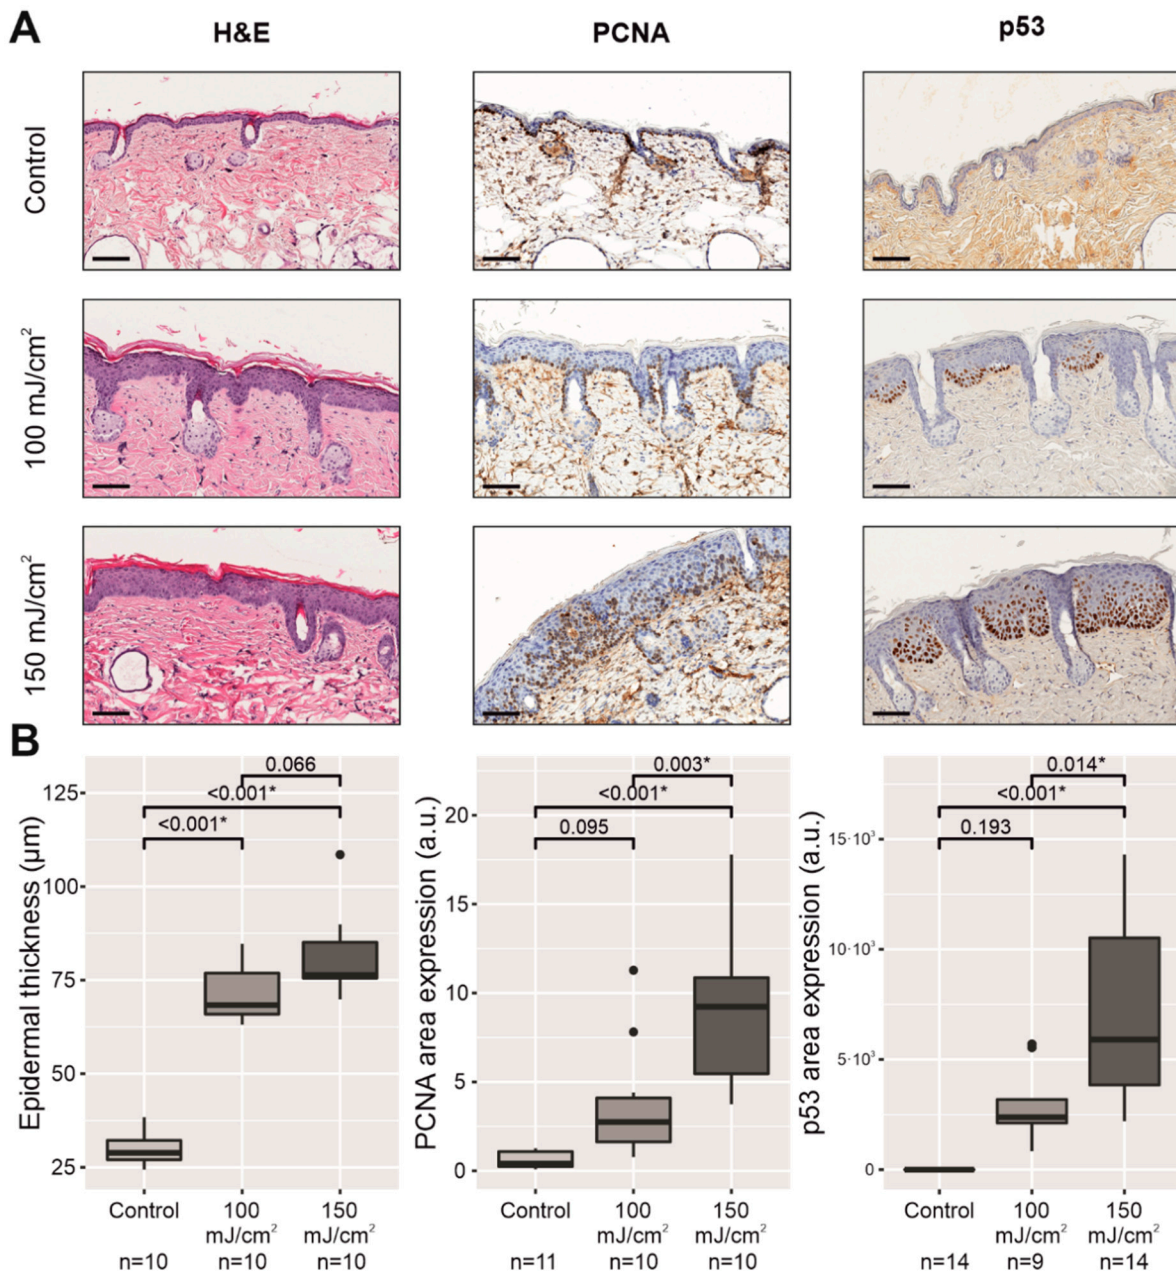 A
H&E PCNA p53
Control
100 mJ/cm²
150 mJ/cm²
B
Epidermal thickness (µm)
125
100
75
50
25
0.066
<0.001*
<0.001*
Control 100 mJ/cm² 150 mJ/cm²
n=10 n=10 n=10
PCNA area expression (a.u.)
20
15
10
5
0
0.003*
<0.001*
0.095
Control 100 mJ/cm² 150 mJ/cm²
n=11 n=10 n=10
p53 area expression (a.u.)
15·10³
10·10³
5·10³
0
0.014*
<0.001*
0.193
Control 100 mJ/cm² 150 mJ/cm²
n=14 n=9 n=14